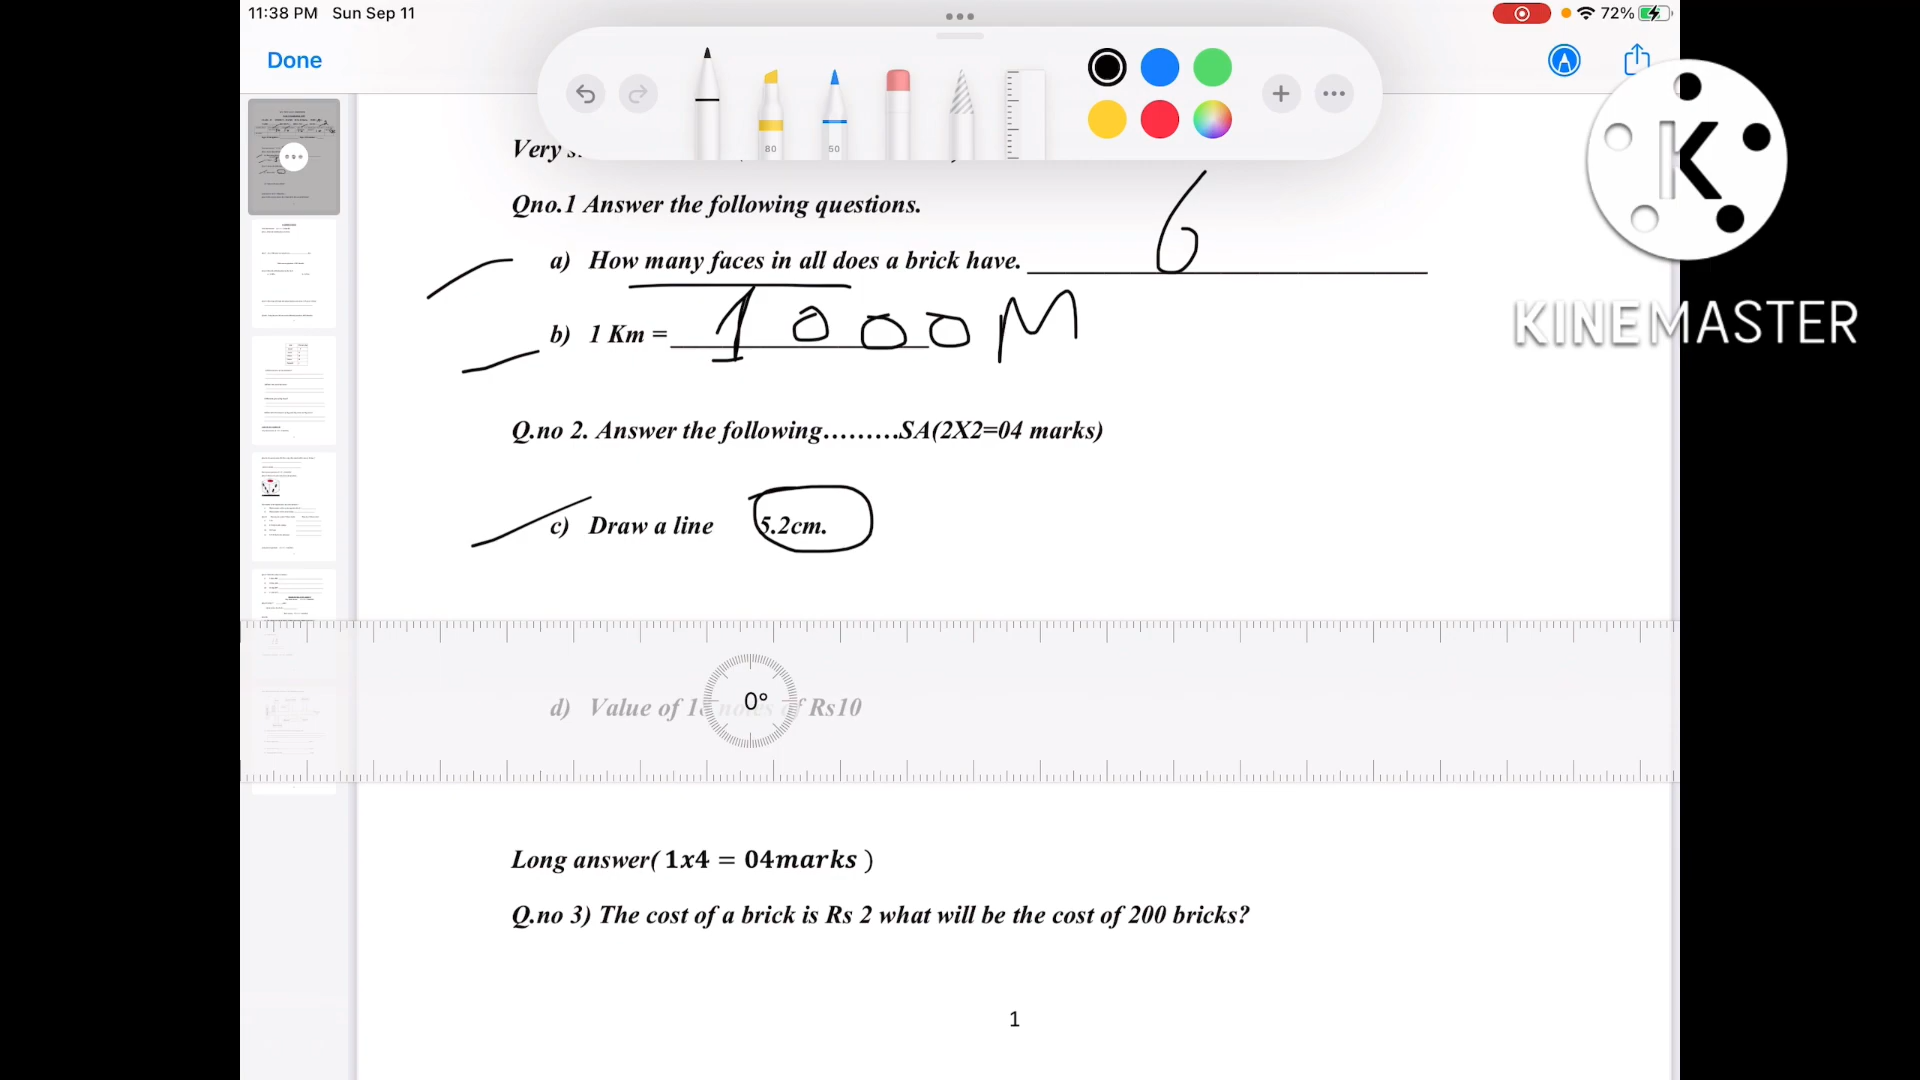 11:38 PM Sun Sep 11
72%
Done
80
50
Very
Qno.1 Answer the following questions.
a) How many faces in all does a brick have. 6
b) 1 Km = 1000 M
Q.no 2. Answer the following.........SA(2X2=04 marks)
c) Draw a line 5.2cm.
d) Value of notes of Rs10
0°
Long answer( 1x4 = 04marks )
Q.no 3) The cost of a brick is Rs 2 what will be the cost of 200 bricks?
1
K
KINEMASTER